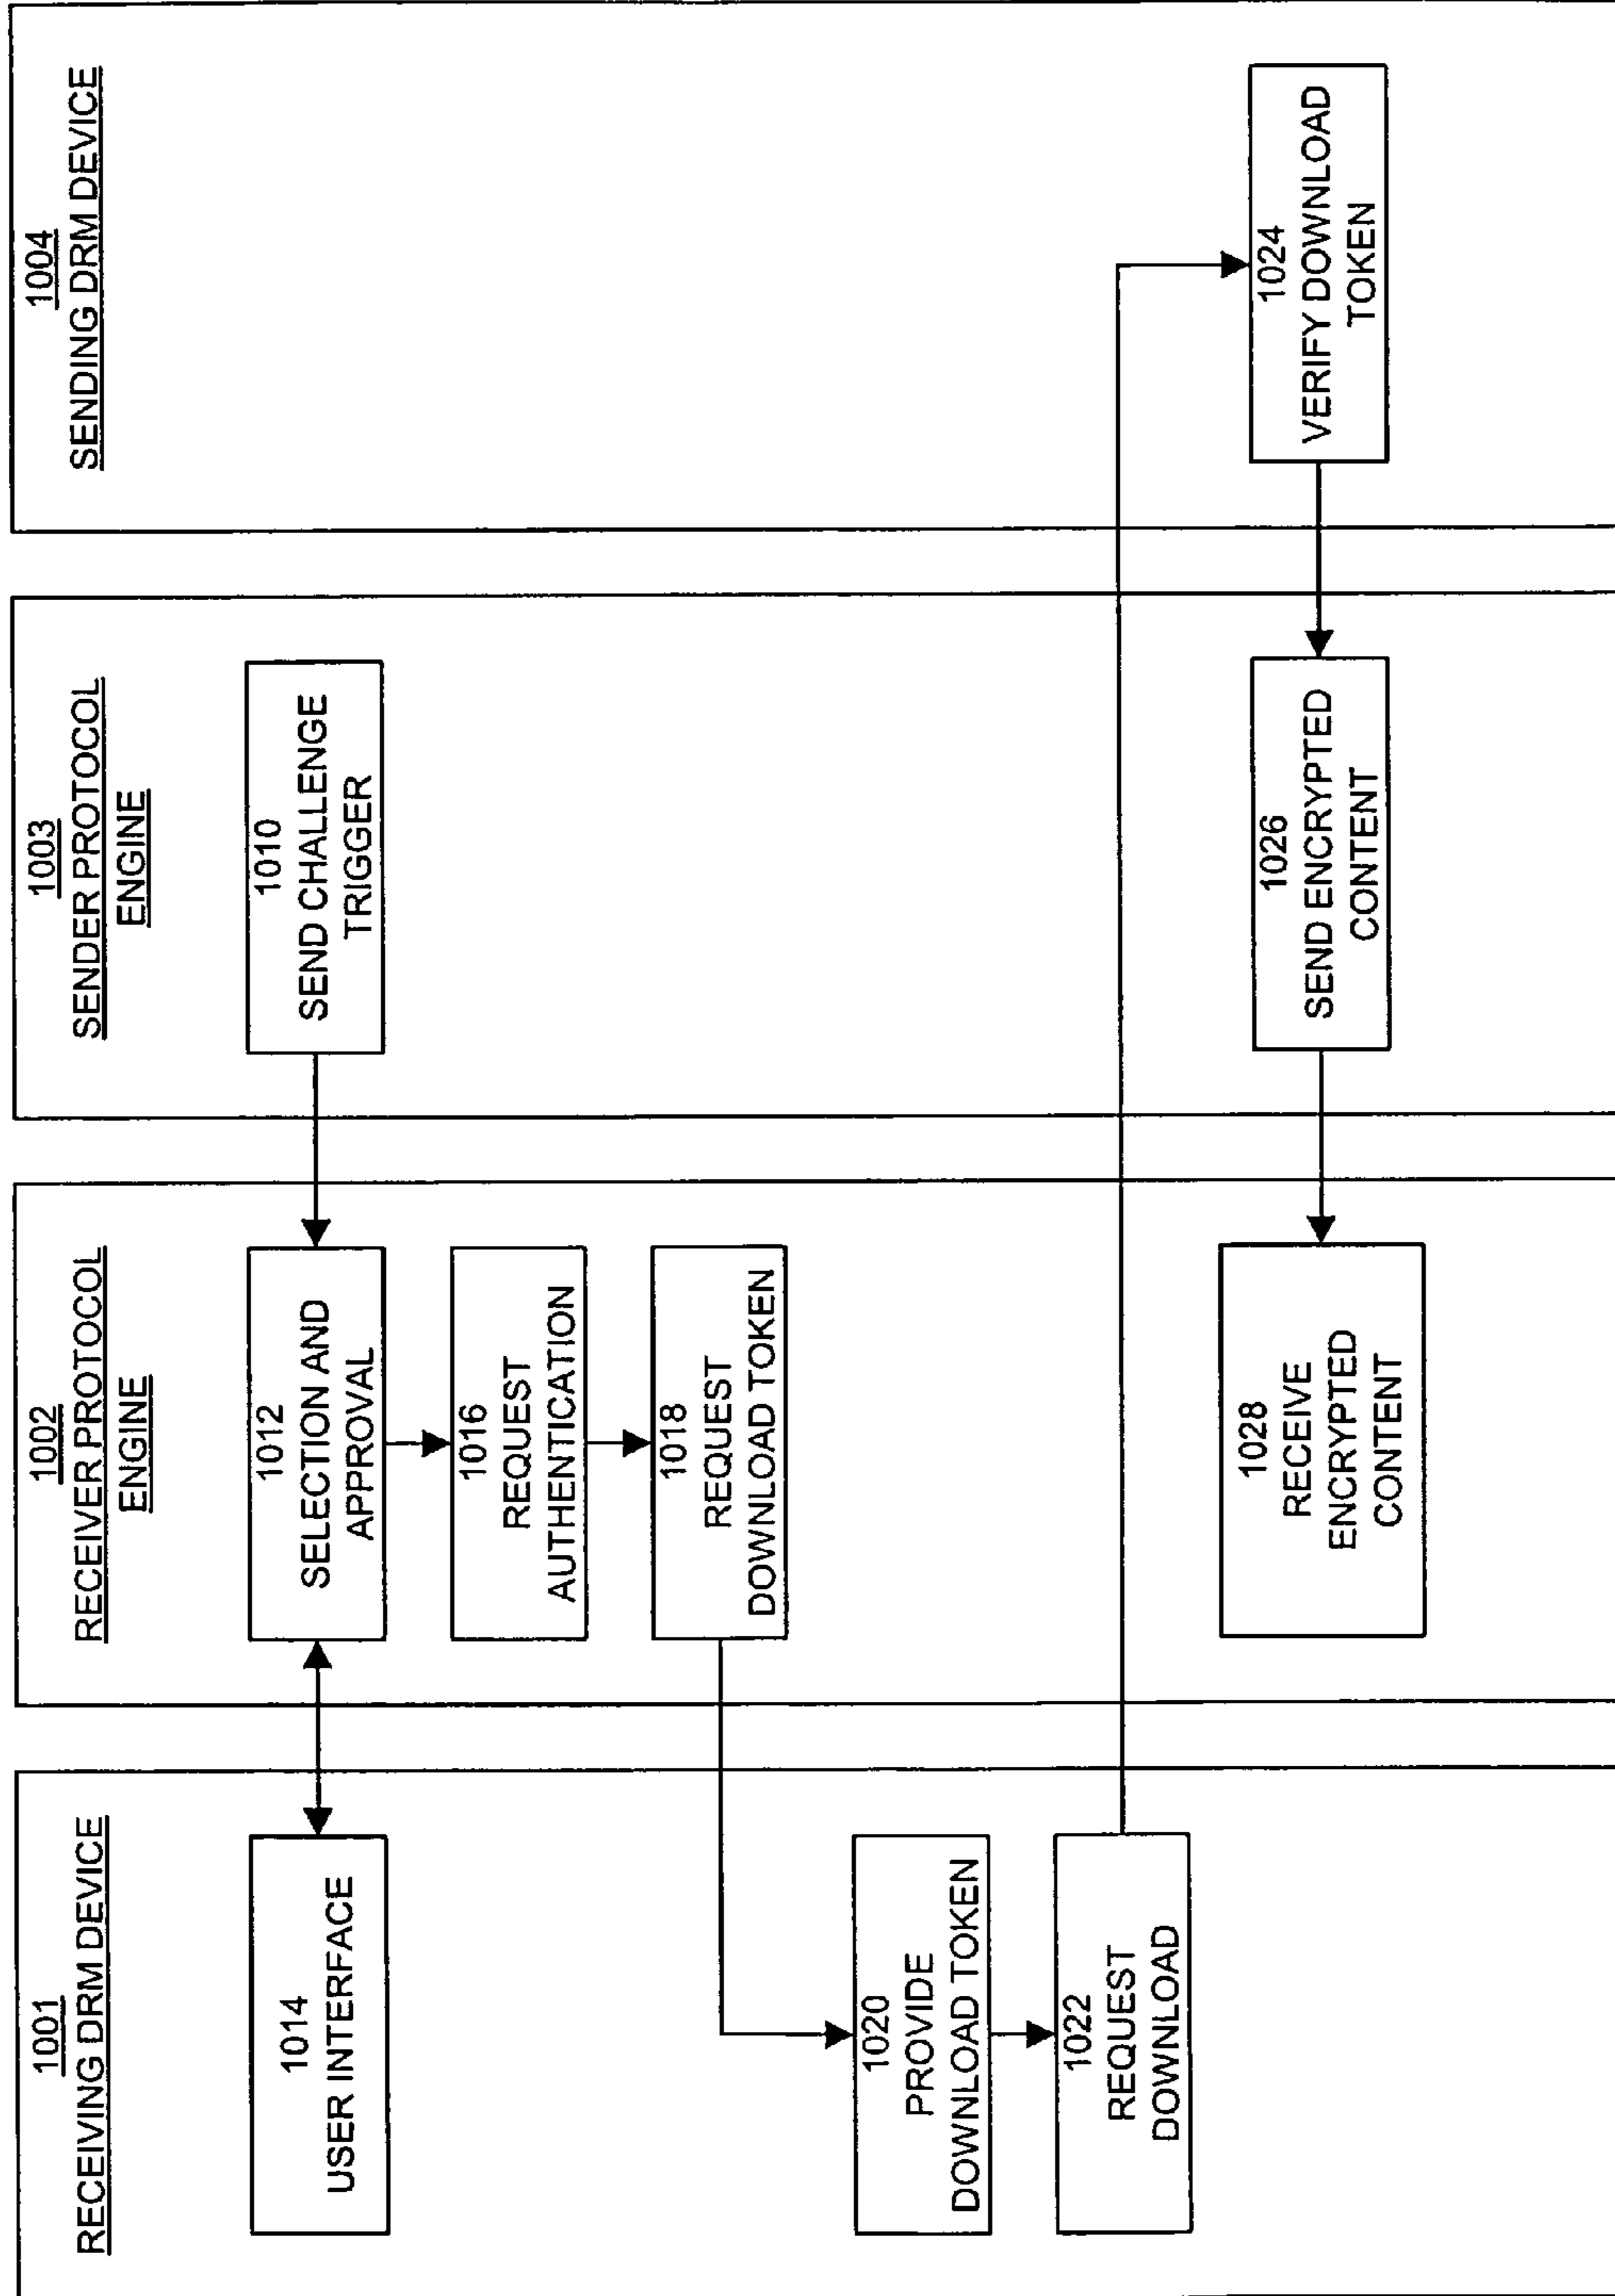 1001
RECEIVING DRM DEVICE
1014
USER INTERFACE
1020
PROVIDE
DOWNLOAD TOKEN
1022
REQUEST
DOWNLOAD
1002
RECEIVER PROTOCOL
ENGINE
1012
SELECTION AND
APPROVAL
1016
REQUEST
AUTHENTICATION
1018
REQUEST
DOWNLOAD TOKEN
1028
RECEIVE
ENCRYPTED
CONTENT
1003
SENDER PROTOCOL
ENGINE
1010
SEND CHALLENGE
TRIGGER
1026
SEND ENCRYPTED
CONTENT
1004
SENDING DRM DEVICE
1024
VERIFY DOWNLOAD
TOKEN